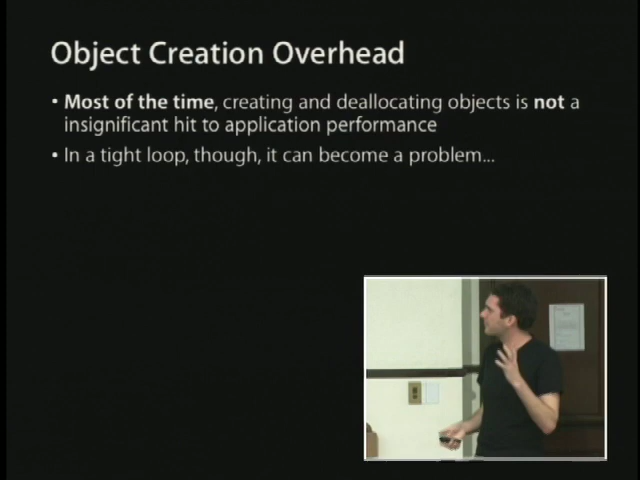 Object Creation Overhead
• Most of the time, creating and deallocating objects is not a
insignificant hit to application performance
• In a tight loop, though, it can become a problem...